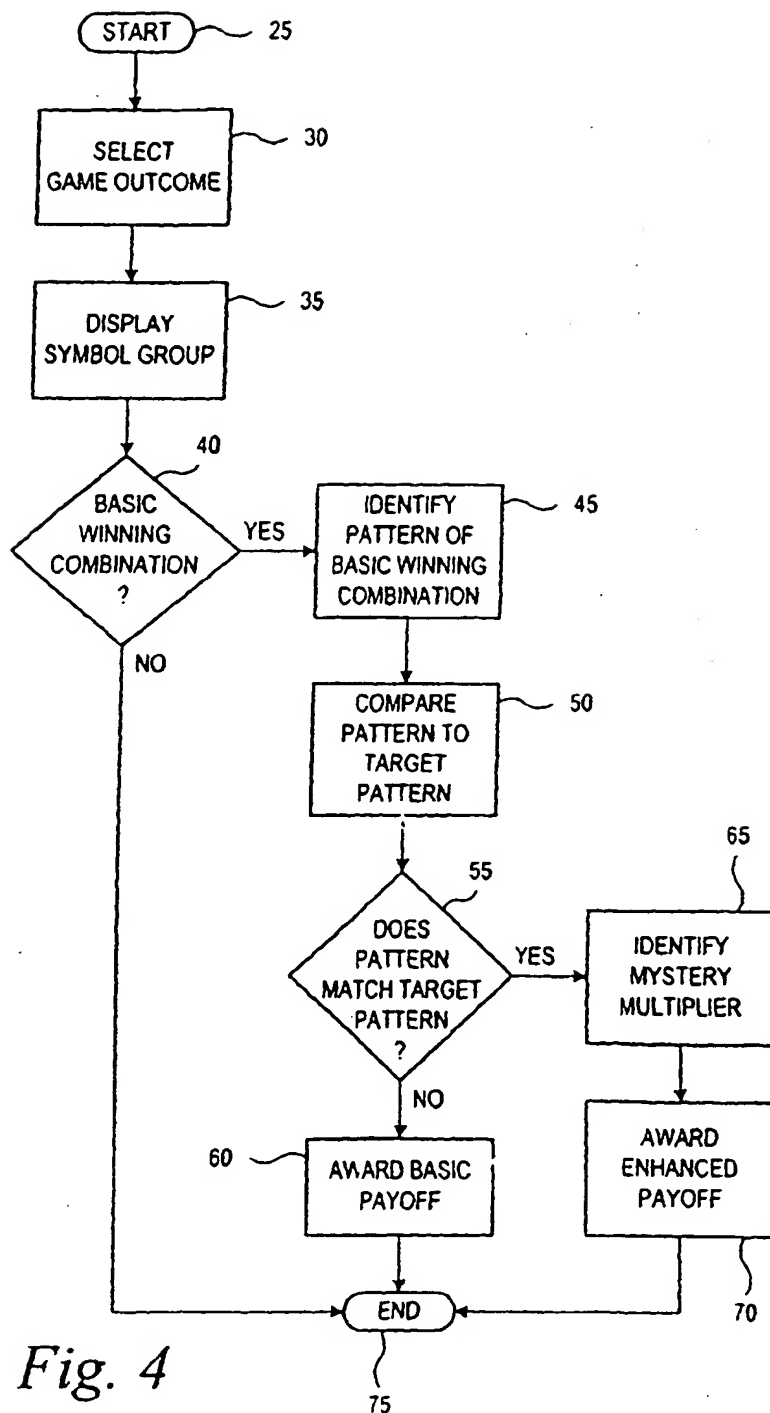 START
25
SELECT
GAME OUTCOME
30
DISPLAY
SYMBOL GROUP
35
BASIC
WINNING
COMBINATION
?
40
YES
NO
IDENTIFY
PATTERN OF
BASIC WINNING
COMBINATION
45
COMPARE
PATTERN TO
TARGET
PATTERN
50
DOES
PATTERN
MATCH TARGET
PATTERN
?
55
YES
NO
IDENTIFY
MYSTERY
MULTIPLIER
65
60
AWARD BASIC
PAYOFF
AWARD
ENHANCED
PAYOFF
70
END
75
Fig. 4